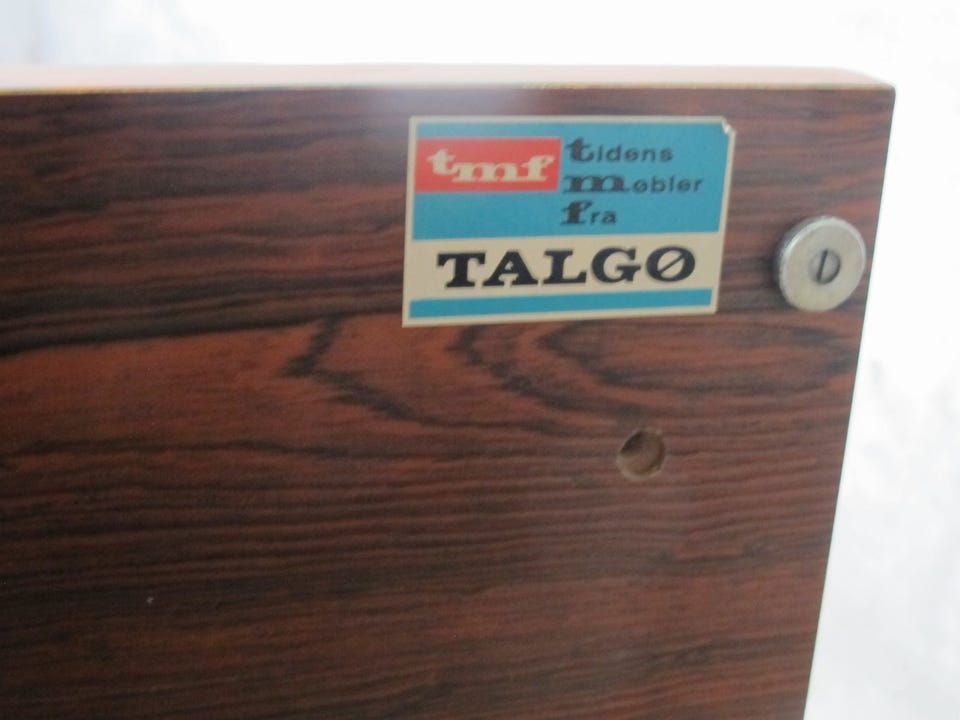 tmf
tidens
møbler
fra
TALGØ